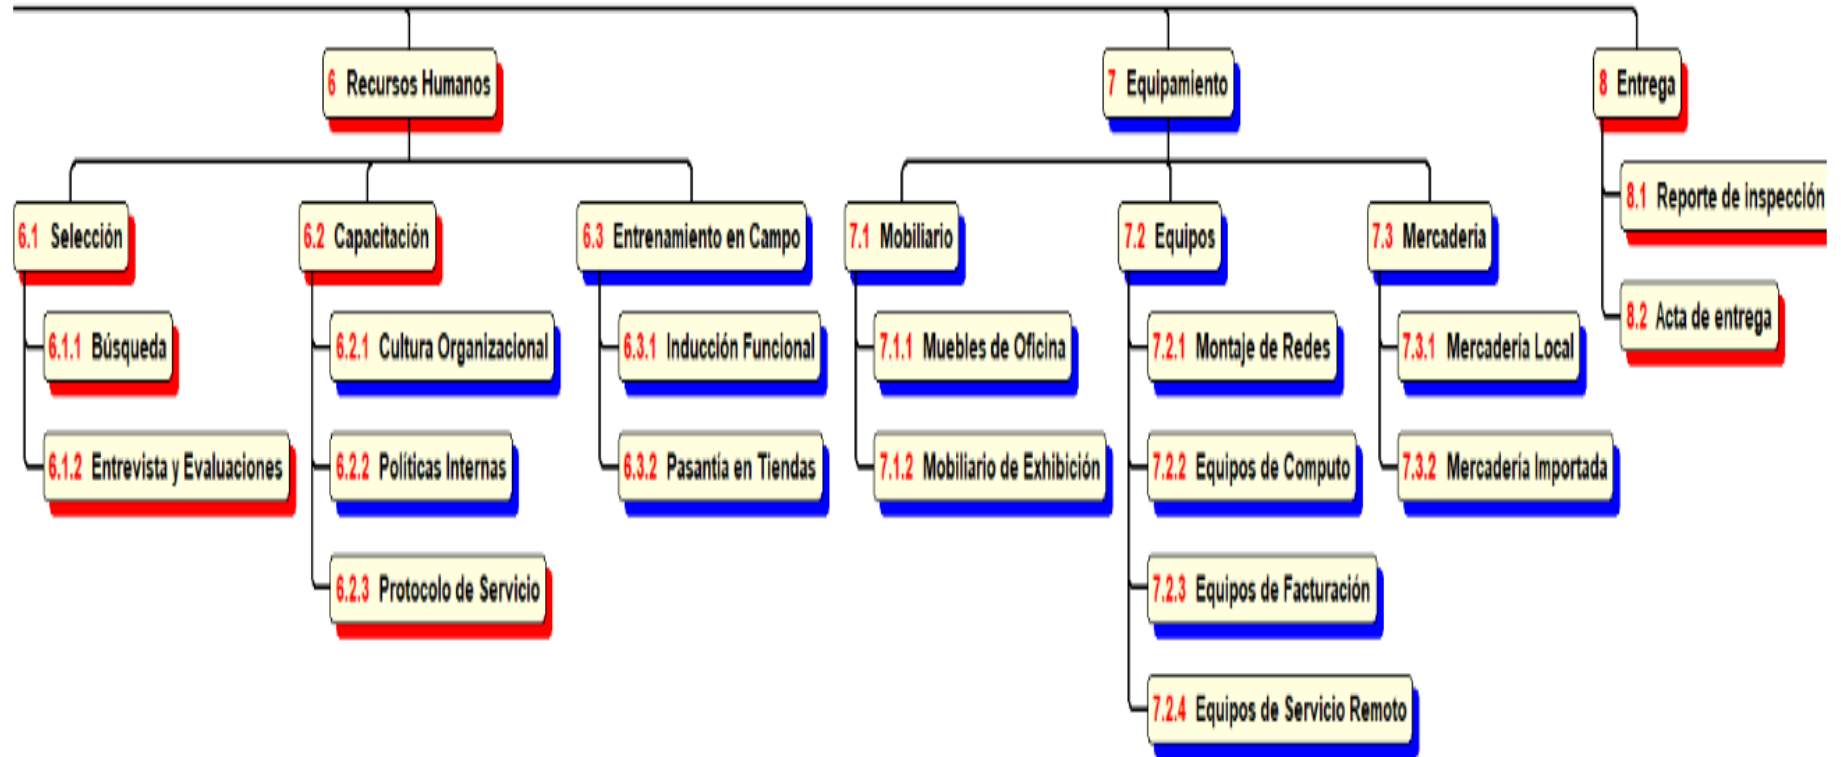 6 Recursos Humanos
7 Equipamiento
8 Entrega
6.1 Selección
6.2 Capacitación
6.3 Entrenamiento en Campo
7.1 Mobiliario
7.2 Equipos
7.3 Mercadería
8.1 Reporte de inspección
6.1.1 Búsqueda
6.2.1 Cultura Organizacional
6.3.1 Inducción Funcional
7.1.1 Muebles de Oficina
7.2.1 Montaje de Redes
7.3.1 Mercadería Local
8.2 Acta de entrega
6.1.2 Entrevista y Evaluaciones
6.2.2 Políticas Internas
6.3.2 Pasantía en Tiendas
7.1.2 Mobiliario de Exhibición
7.2.2 Equipos de Computo
7.3.2 Mercadería Importada
6.2.3 Protocolo de Servicio
7.2.3 Equipos de Facturación
7.2.4 Equipos de Servicio Remoto